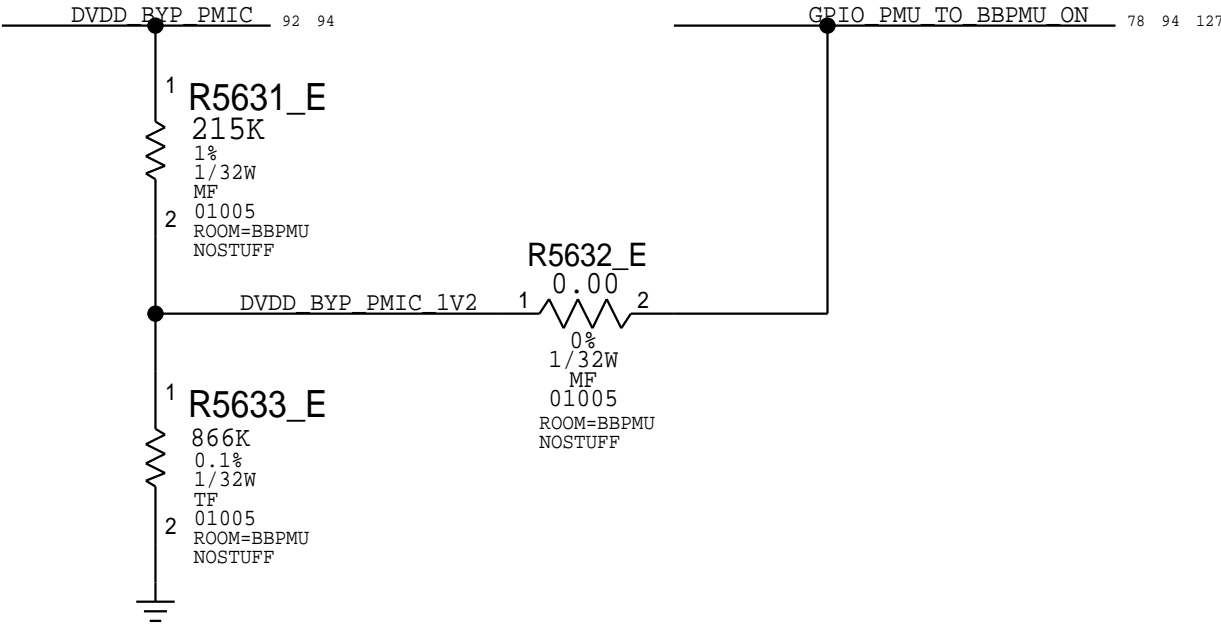 DVDD_BYP_PMIC 92 94
GPIO_PMU_TO_BBPMU_ON 78 94 127
1
R5631_E
215K
1%
1/32W
MF
01005
2
ROOM=BBPMU
NOSTUFF
R5632_E
0.00
DVDD_BYP_PMIC_1V2 1 2
0%
1/32W
MF
01005
ROOM=BBPMU
NOSTUFF
1
R5633_E
866K
0.1%
1/32W
TF
01005
2
ROOM=BBPMU
NOSTUFF